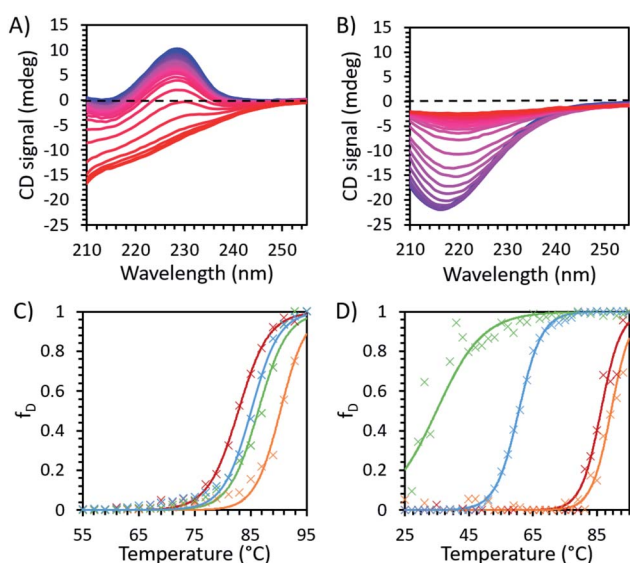 A)
15
10
5
0
-5
-10
-15
-20
-25
CD signal (mdeg)
210 220 230 240 250
Wavelength (nm)
B)
15
10
5
0
-5
-10
-15
-20
-25
CD signal (mdeg)
210 220 230 240 250
Wavelength (nm)
C)
1
0.8
0.6
0.4
0.2
0
fD
55 65 75 85 95
Temperature (°C)
D)
1
0.8
0.6
0.4
0.2
0
fD
25 45 65 85
Temperature (°C)